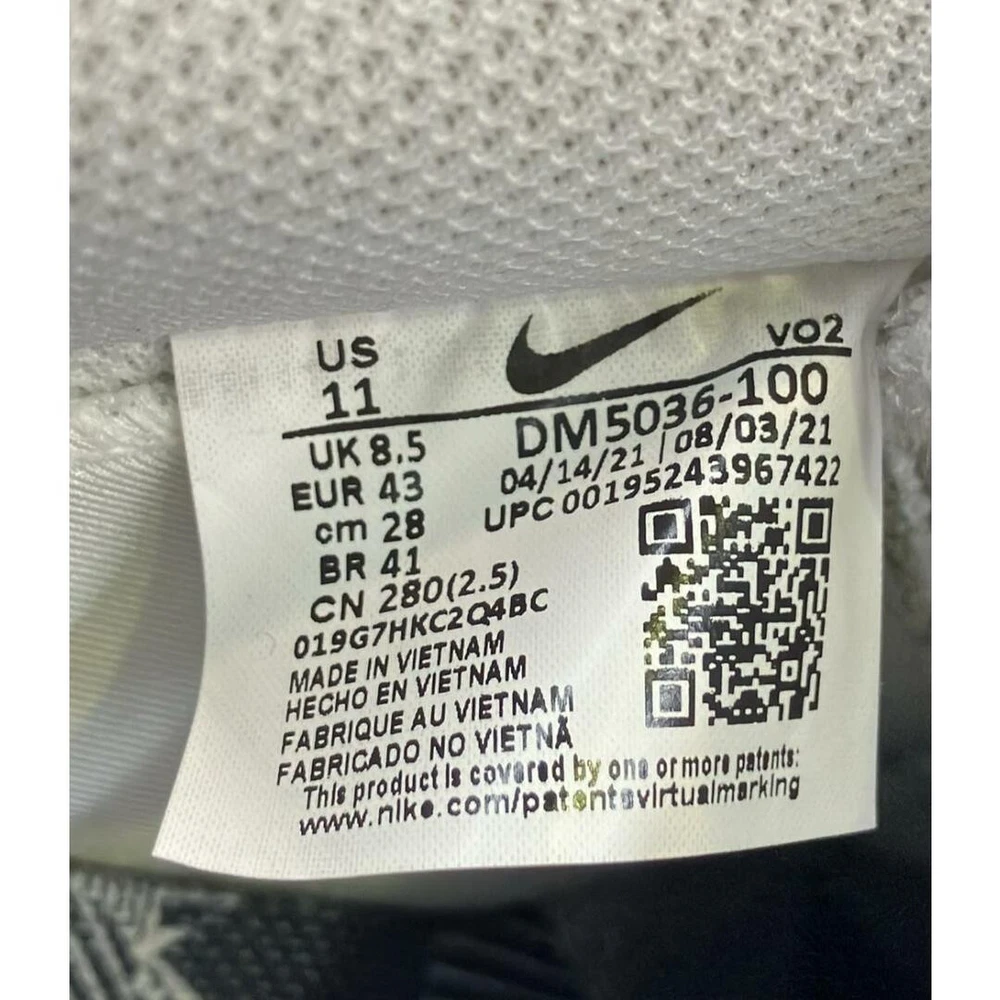 US
11
VO2
UK 8.5
EUR 43
cm 28
BR 41
CN 280(2.5)
DM5036-100
04/14/21 | 08/03/21
UPC 00195243967422
019G7HKC2Q4BC
MADE IN VIETNAM
HECHO EN VIETNAM
FABRIQUE AU VIETNAM
FABRICADO NO VIETNÃ
This product is covered by one or more patents:
www.nike.com/patentsvirtualmarking